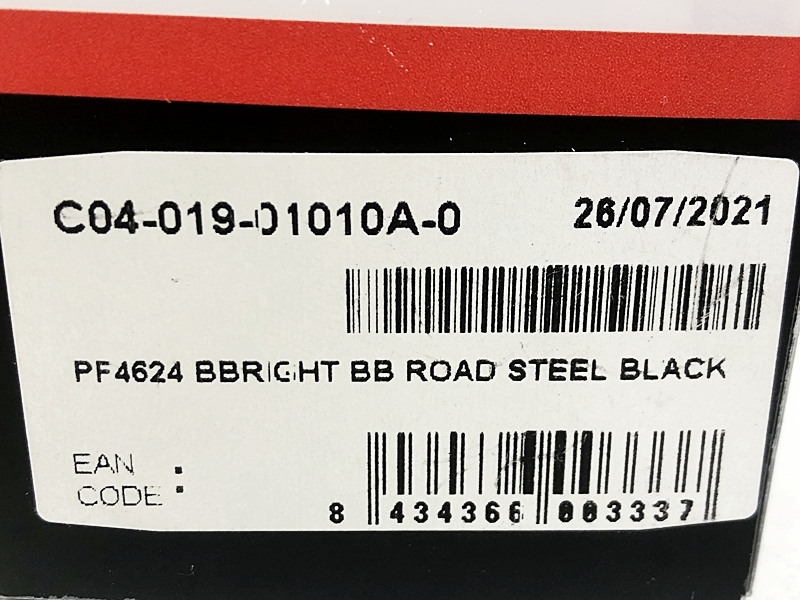 C04-019-01010A-0 26/07/2021
PF4624 BBRIGHT BB ROAD STEEL BLACK
EAN :
CODE :
8 434366 003337